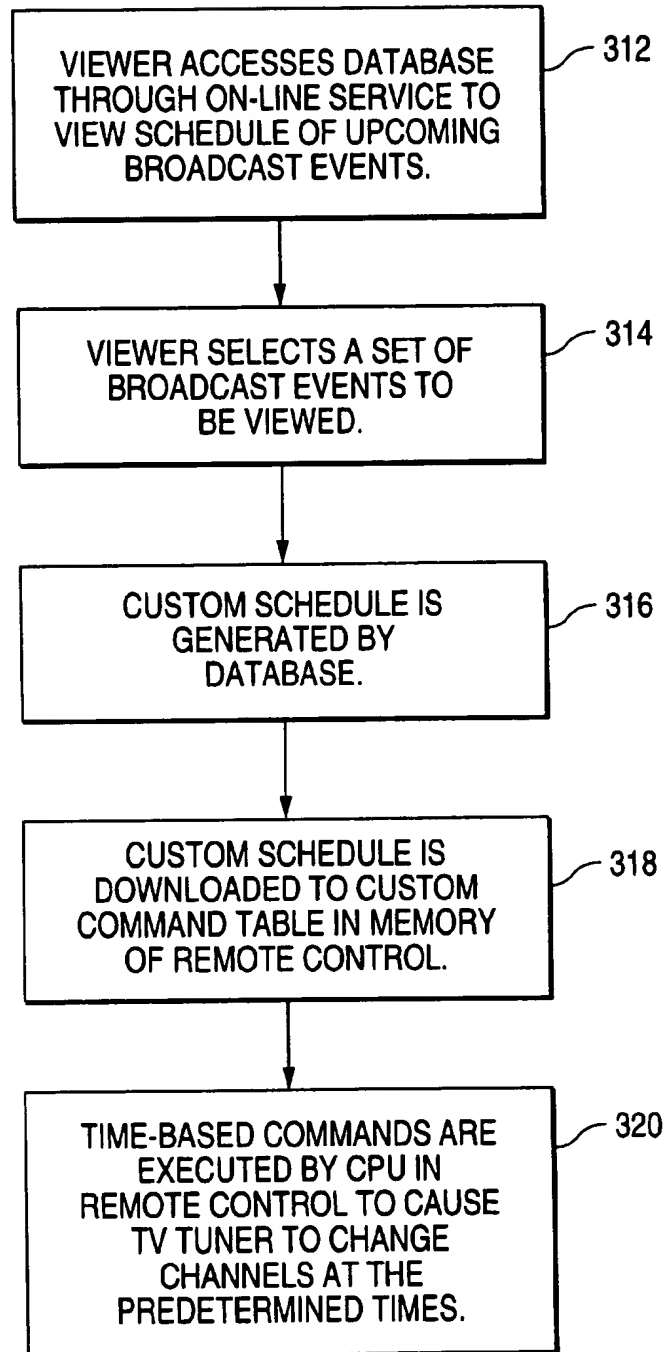 VIEWER ACCESSES DATABASE
THROUGH ON-LINE SERVICE TO
VIEW SCHEDULE OF UPCOMING
BROADCAST EVENTS.
312
VIEWER SELECTS A SET OF
BROADCAST EVENTS TO
BE VIEWED.
314
CUSTOM SCHEDULE IS
GENERATED BY
DATABASE.
316
CUSTOM SCHEDULE IS
DOWNLOADED TO CUSTOM
COMMAND TABLE IN MEMORY
OF REMOTE CONTROL.
318
TIME-BASED COMMANDS ARE
EXECUTED BY CPU IN
REMOTE CONTROL TO CAUSE
TV TUNER TO CHANGE
CHANNELS AT THE
PREDETERMINED TIMES.
320